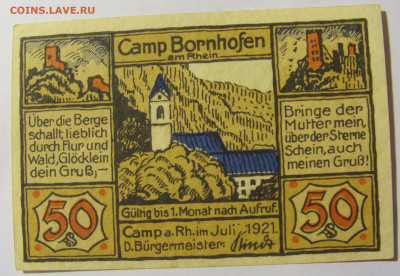 COINS.ЛАVE.RU
Camp Bornhofen
am Rhein
Über die Berge
schallt lieblich
durch Flur und
Wald, Glöcklein
dein Gruß,—
Bringe der
Mutter mein,
über der Sterne
Schein, auch
meinen Gruß!
50
50
Gültig bis 1. Monat nach Aufruf.
Camp a. Rh. im Juli 1921.
D. Bürgermeister: